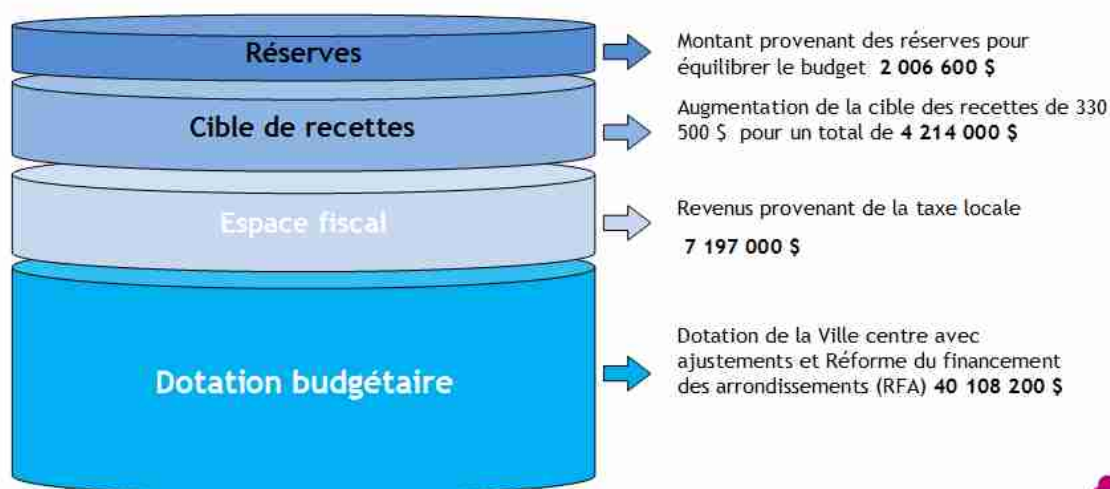 Réserves
Montant provenant des réserves pour
équilibrer le budget 2 006 600 $
Cible de recettes
Augmentation de la cible des recettes de 330
500 $ pour un total de 4 214 000 $
Espace fiscal
Revenus provenant de la taxe locale
7 197 000 $
Dotation budgétaire
Dotation de la Ville centre avec
ajustements et Réforme du financement
des arrondissements (RFA) 40 108 200 $